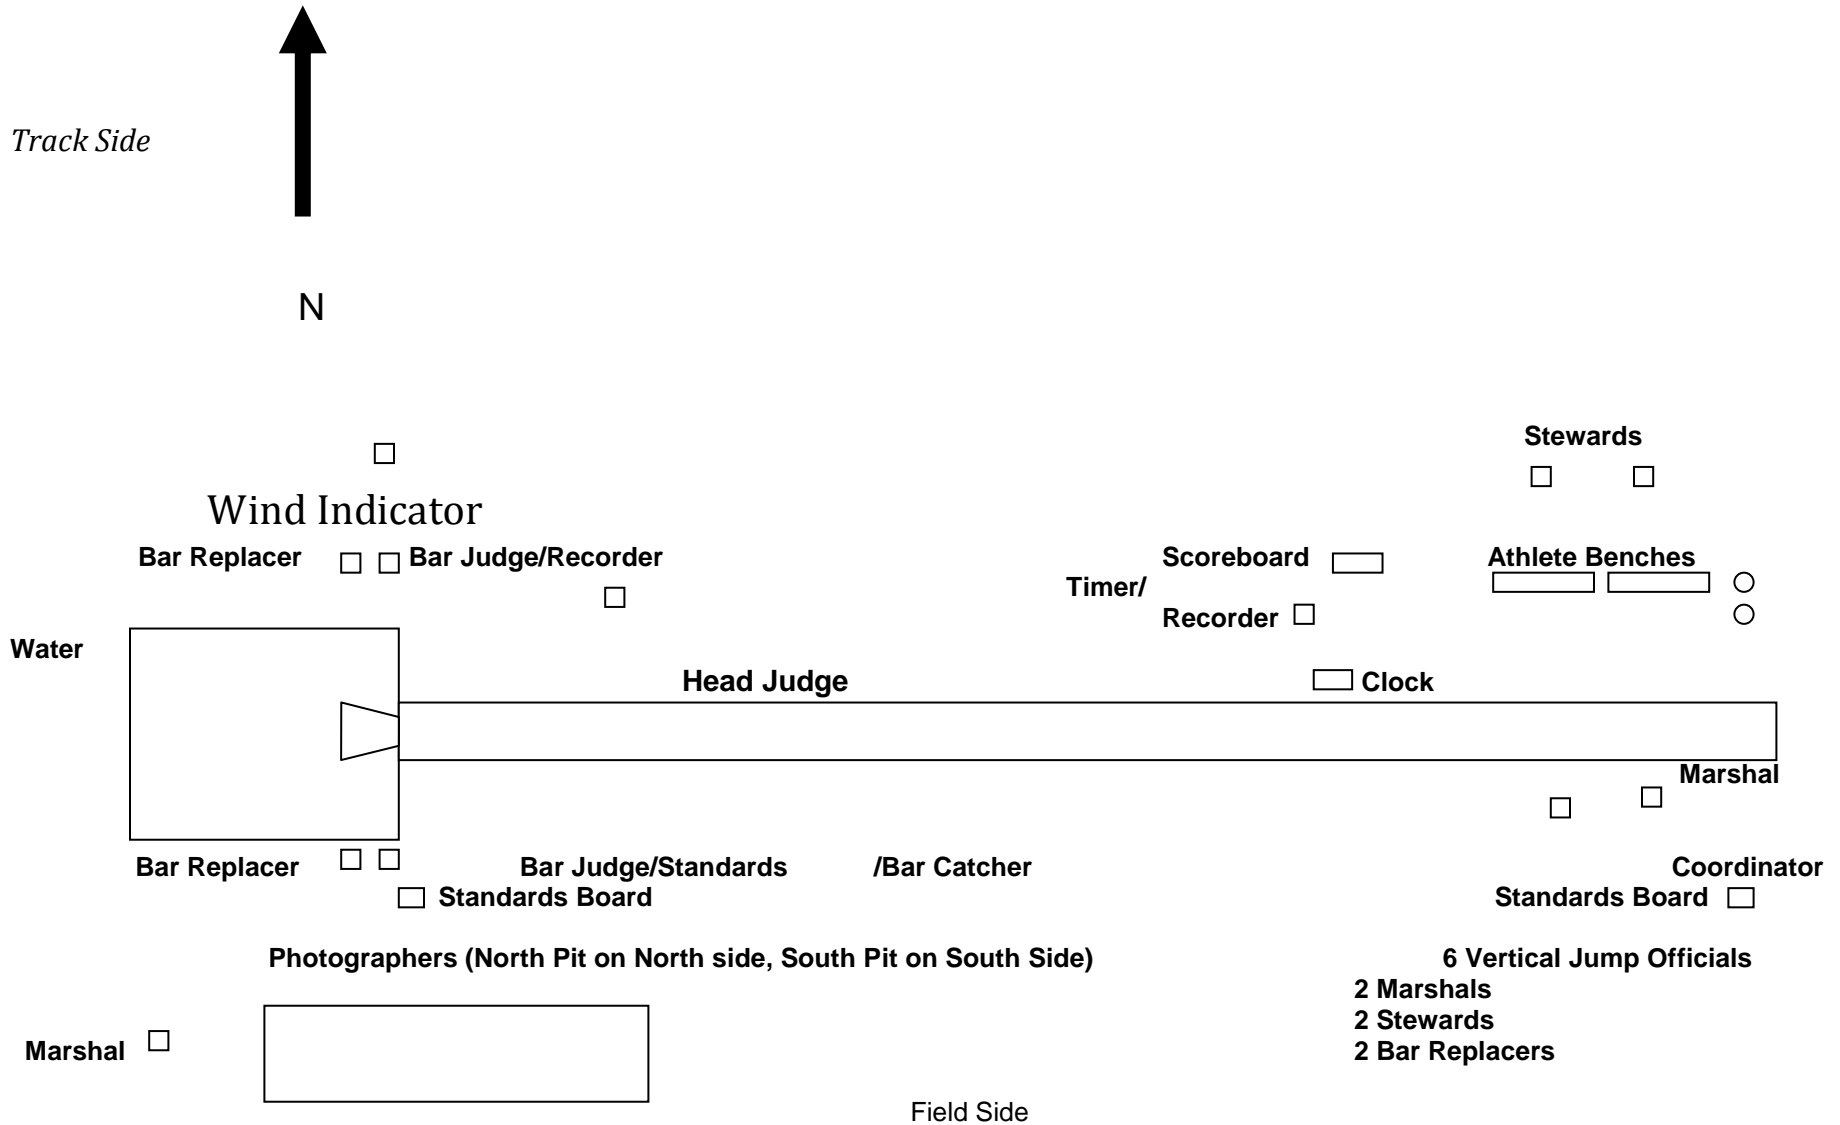 Track Side
N
Stewards
Wind Indicator
Bar Replacer Bar Judge/Recorder Scoreboard Athlete Benches
Timer/
Recorder
Water
Head Judge Clock
Marshal
Bar Replacer Bar Judge/Standards /Bar Catcher Coordinator
Standards Board Standards Board
Photographers (North Pit on North side, South Pit on South Side) 6 Vertical Jump Officials
2 Marshals
2 Stewards
Marshal 2 Bar Replacers
Field Side